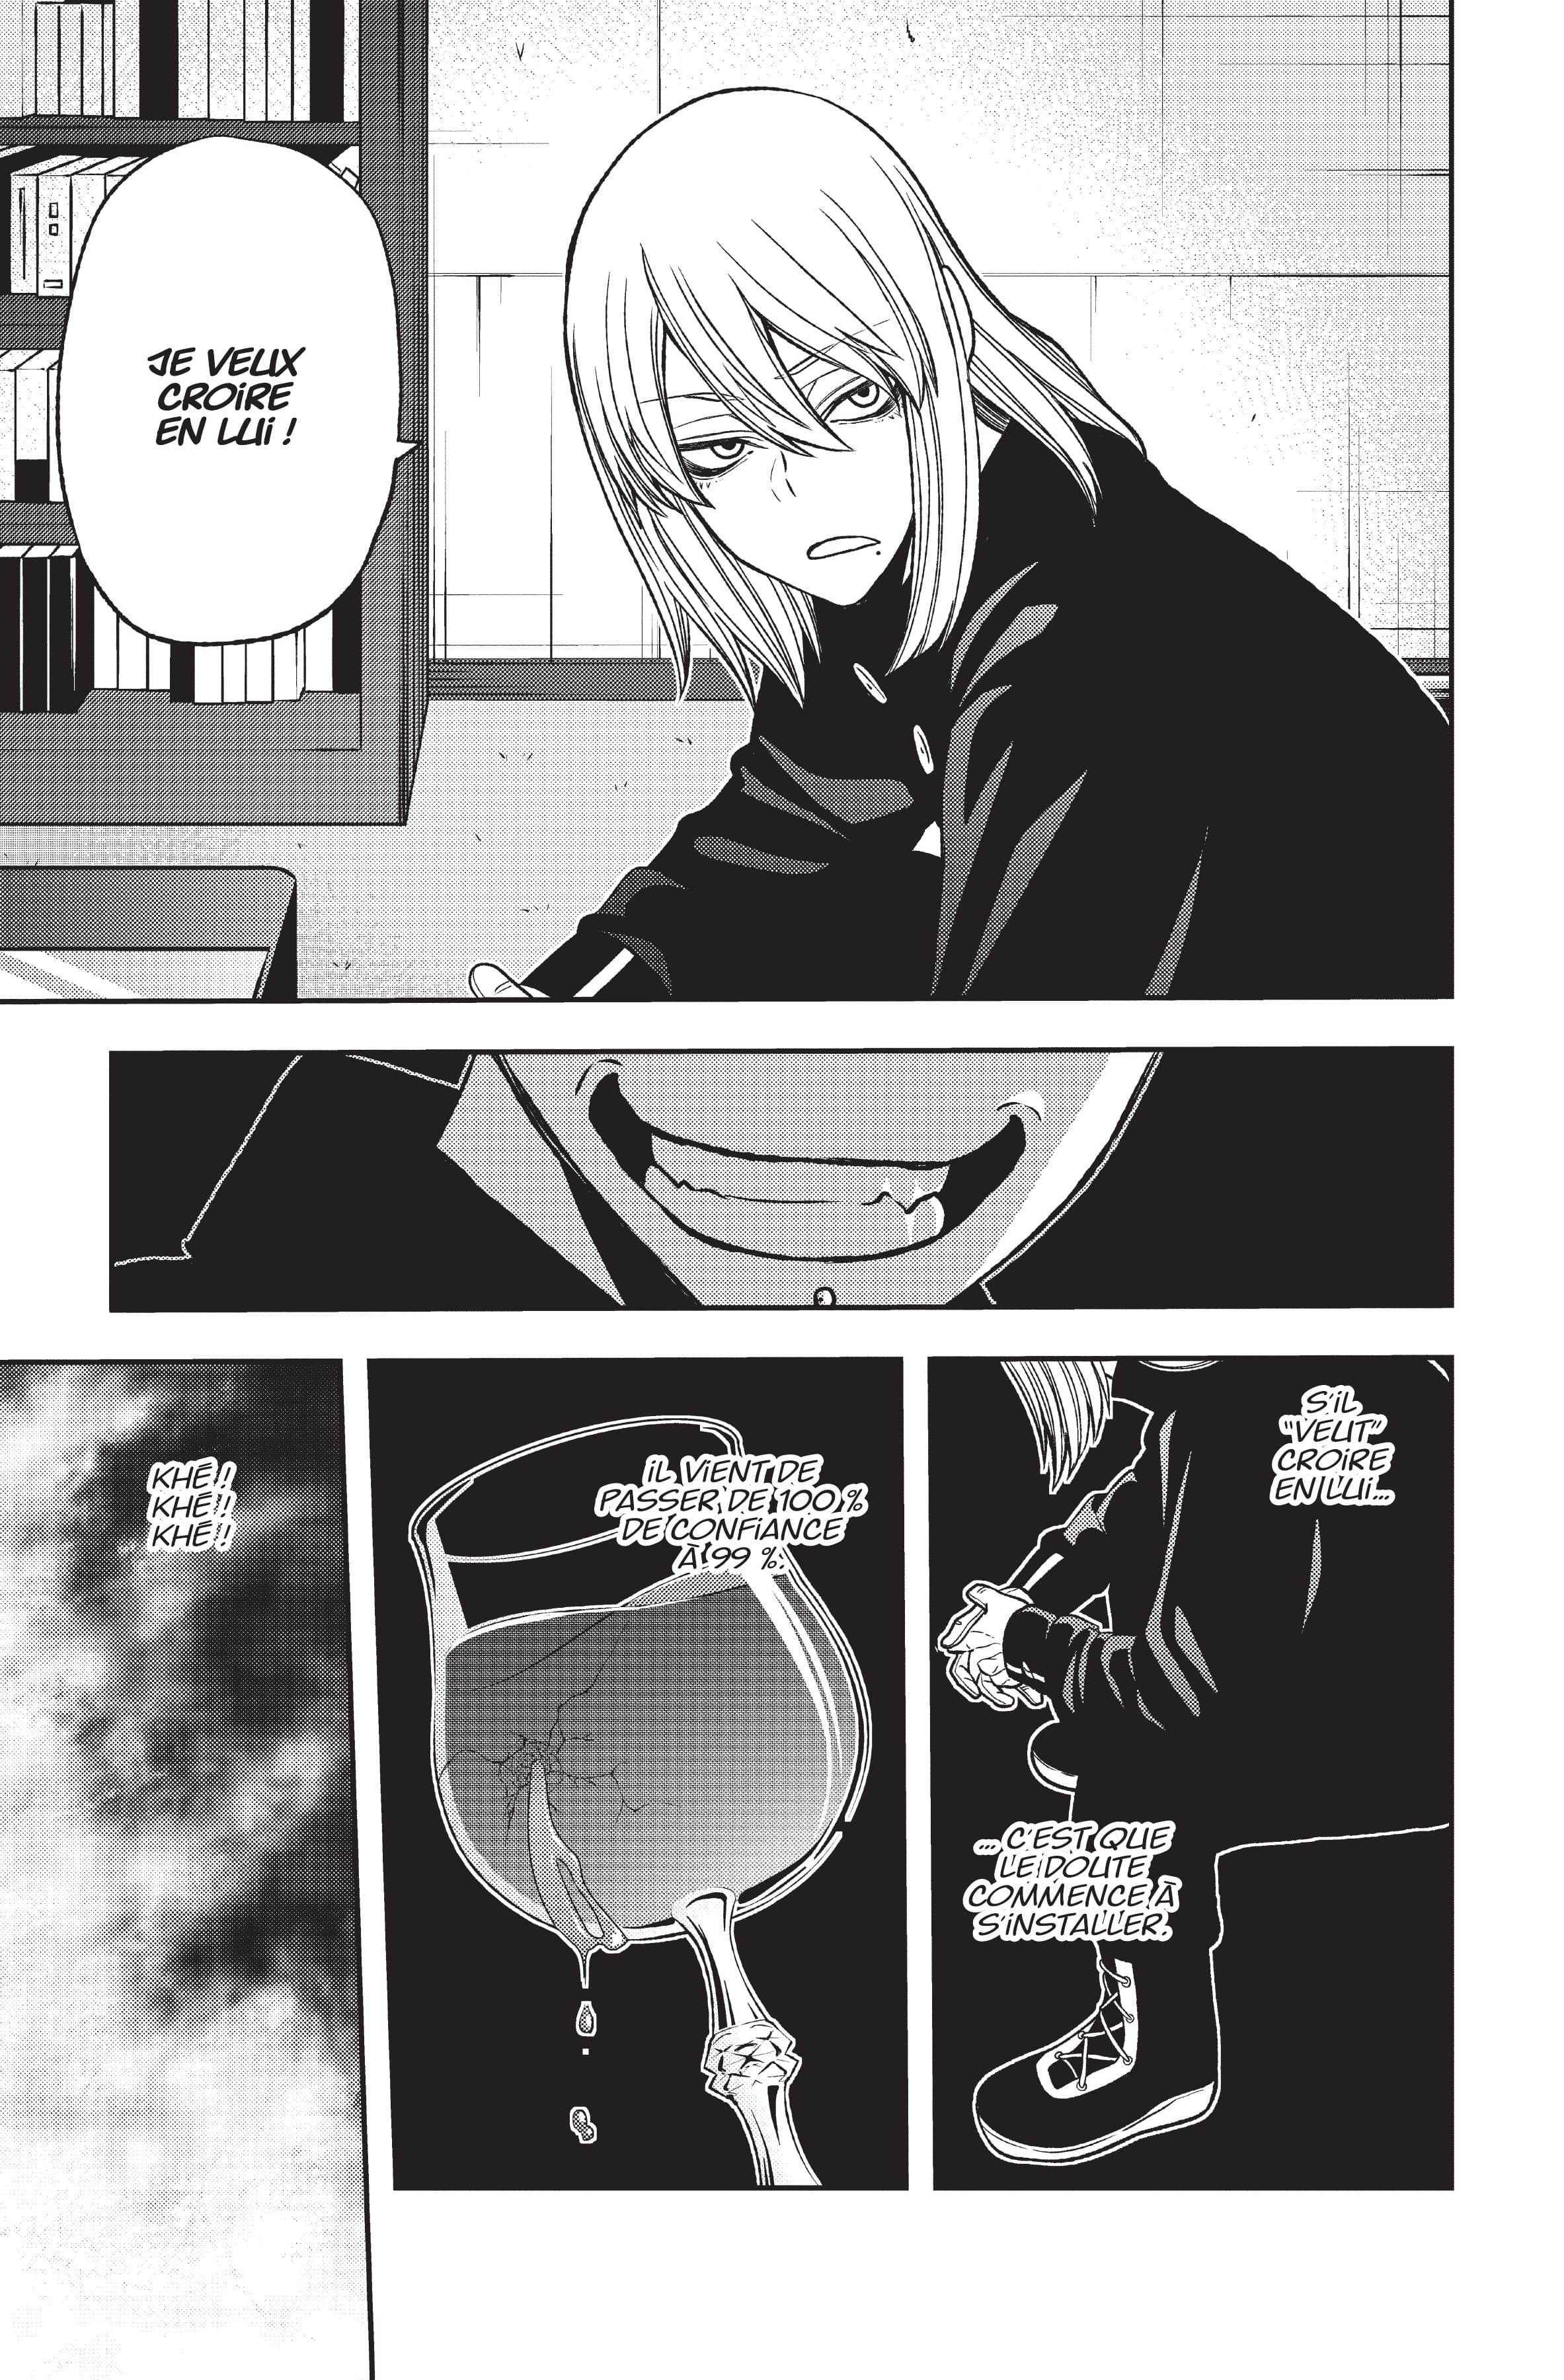 JE VEUX
CROIRE
EN LUI !
S'IL
"VEUT"
CROIRE
EN LUI...
... C'EST QUE
LE DOUTE
COMMENCE À
S'INSTALLER.
IL VIENT DE
PASSER DE 100 %
DE CONFIANCE
À 99 %.
KHÉ !
KHÉ !
KHÉ !